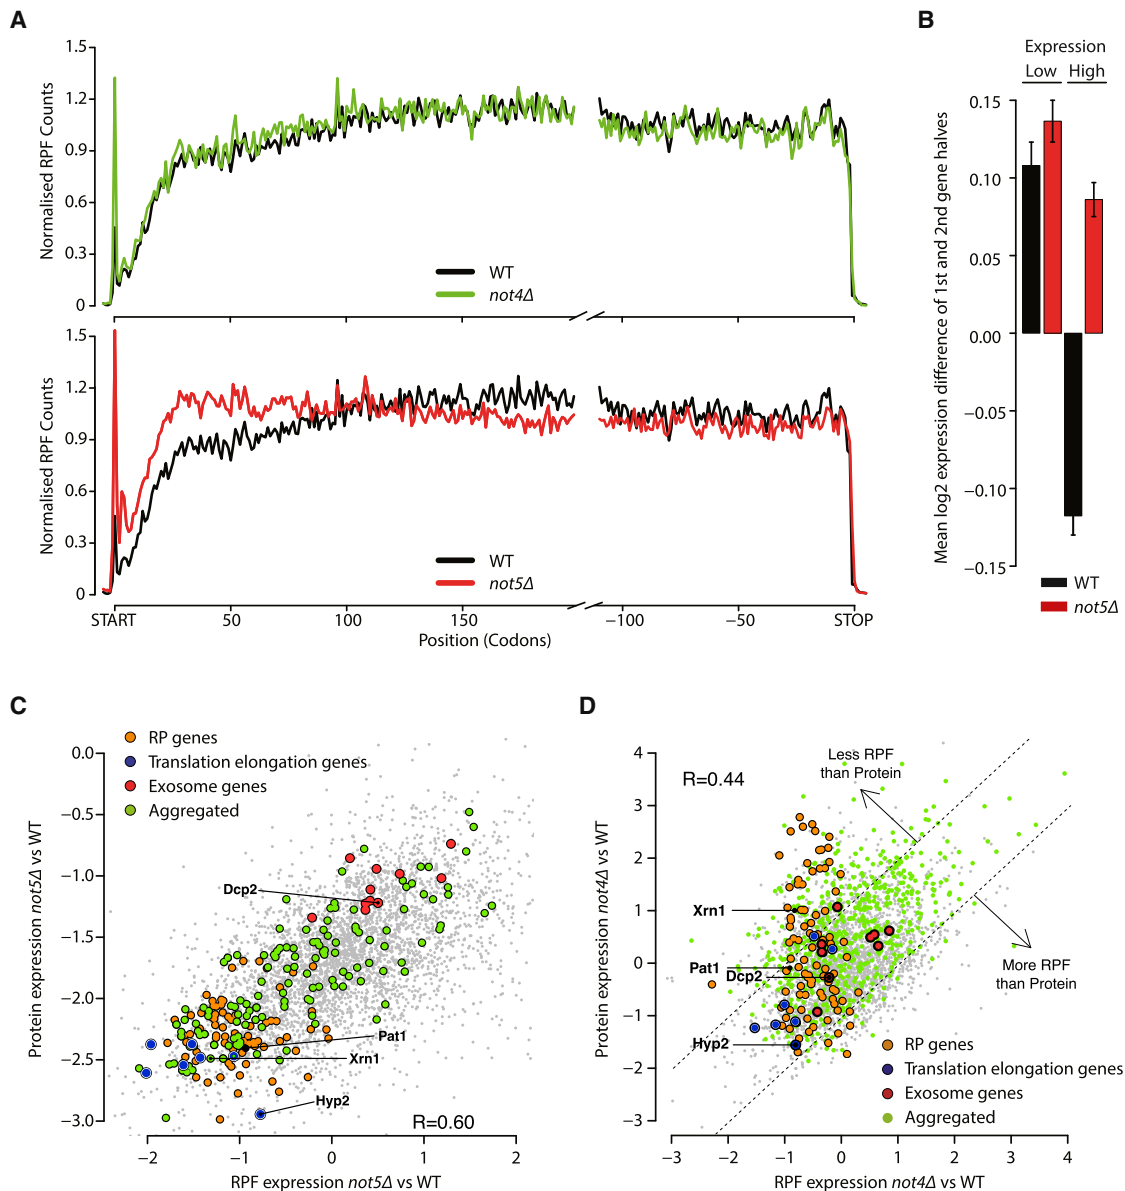 A
Normalised RPF Counts
1.5
1.2
0.9
0.6
0.3
0
WT
not4Δ
Normalised RPF Counts
1.5
1.2
0.9
0.6
0.3
0
WT
not5Δ
START 50 100 150 −100 −50 STOP
Position (Codons)
B
Expression
Low High
Mean log2 expression difference of 1st and 2nd gene halves
0.15
0.10
0.05
0.00
−0.05
−0.10
−0.15
WT
not5Δ
C
RP genes
Translation elongation genes
Exosome genes
Aggregated
Protein expression not5Δ vs WT
0.0
−0.5
−1.0
−1.5
−2.0
−2.5
−3.0
Dcp2
Pat1
Xrn1
Hyp2
R=0.60
−2 −1 0 1 2
RPF expression not5Δ vs WT
D
Less RPF
than Protein
R=0.44
Protein expression not4Δ vs WT
4
3
2
1
0
−1
−2
−3
Xrn1
Pat1
Dcp2
Hyp2
More RPF
than Protein
RP genes
Translation elongation genes
Exosome genes
Aggregated
−3 −2 −1 0 1 2 3 4
RPF expression not4Δ vs WT